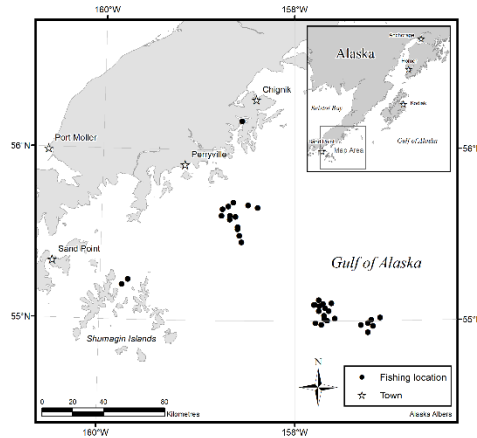 160°W
158°W
Anchorage
Alaska
Homer
Kodiak
Bristol Bay
Gulf of Alaska
Map Area
Chignik
56°N
56°N
Port Moller
Perryville
Sand Point
Gulf of Alaska
55°N
55°N
Shumagin Islands
N
Fishing location
Town
0 20 40 80
Kilometres
Alaska Albers
160°W
158°W